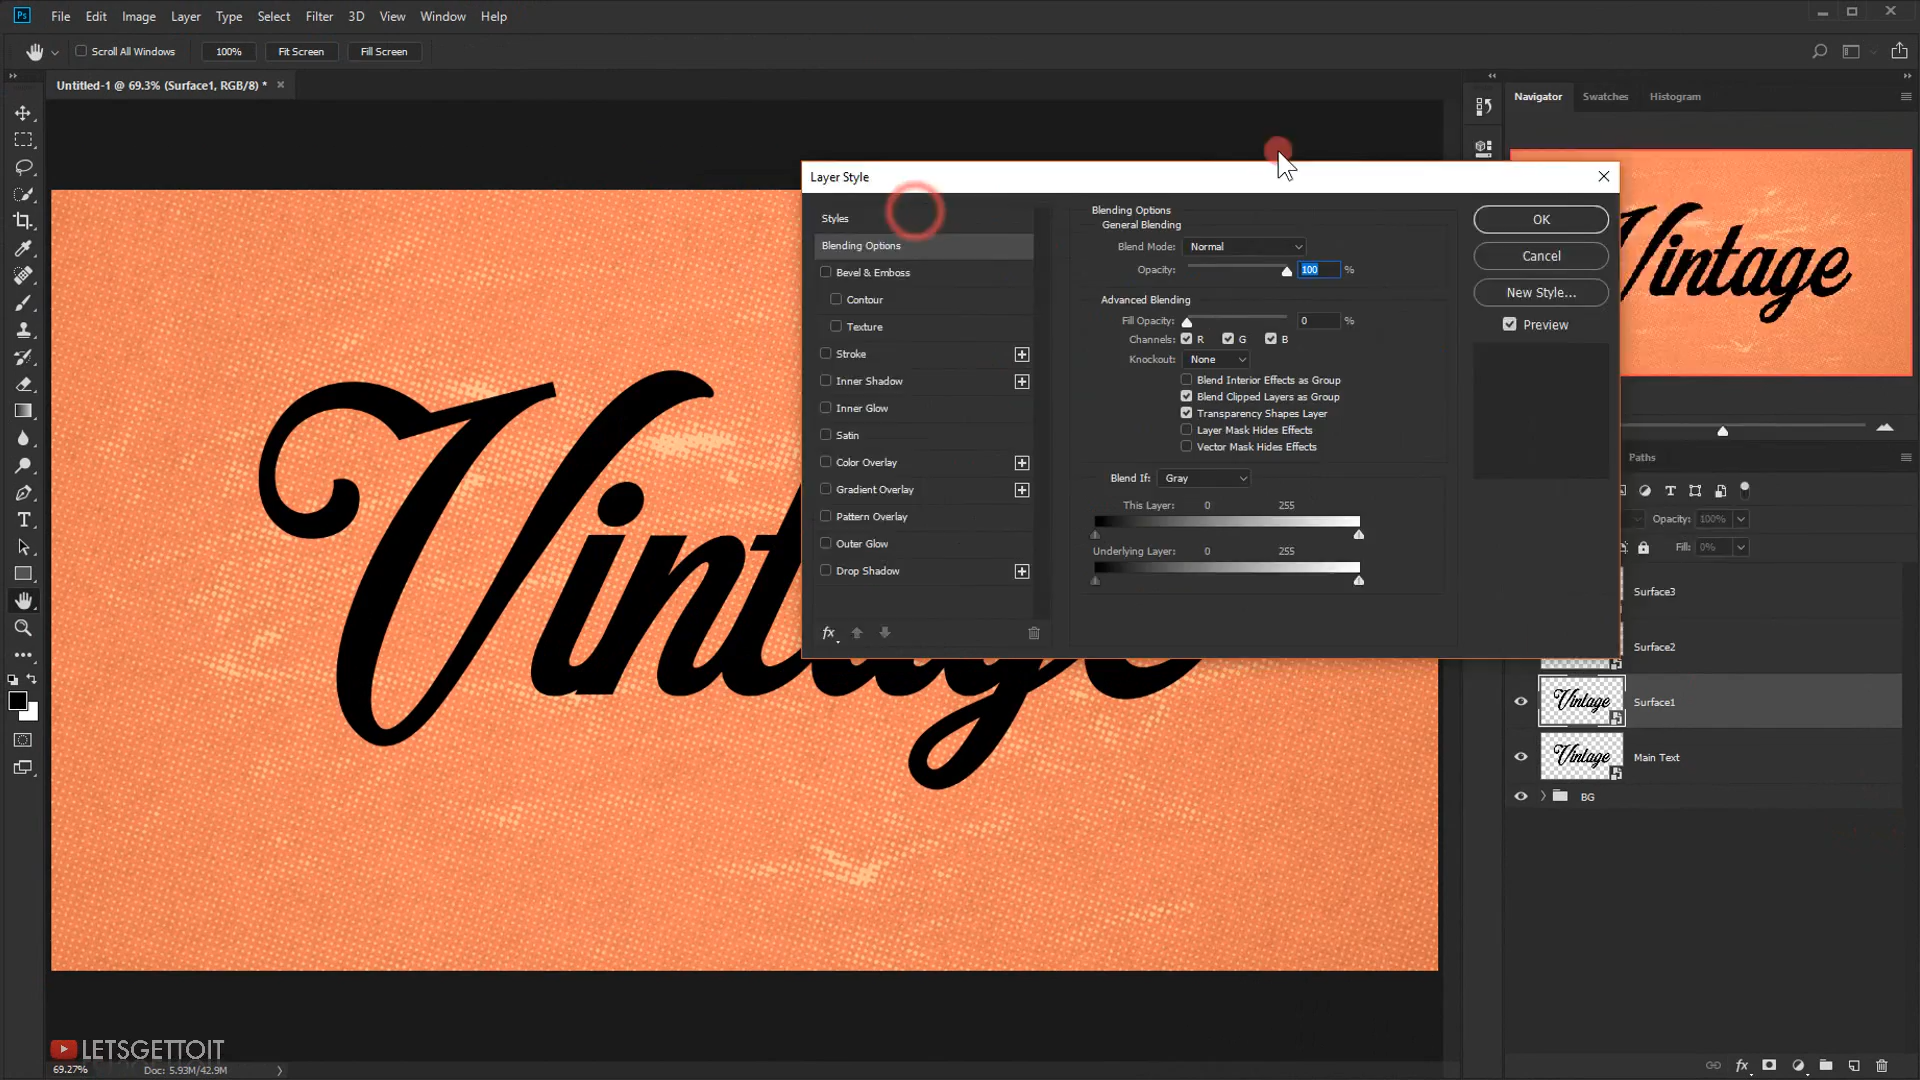 Ps File Edit Image Layer Type Select Filter 3D View Window Help
Scroll All Windows 100% Fit Screen Fill Screen
Untitled-1 @ 69.3% (Surface1, RGB/8) *
Navigator Swatches Histogram
Layer Style
Styles
Blending Options
Bevel & Emboss
Contour
Texture
Stroke
Inner Shadow
Inner Glow
Satin
Color Overlay
Gradient Overlay
Pattern Overlay
Outer Glow
Drop Shadow
fx
Blending Options
General Blending
Blend Mode: Normal
Opacity: 100 %
Advanced Blending
Fill Opacity: 0 %
Channels: R G B
Knockout: None
Blend Interior Effects as Group
Blend Clipped Layers as Group
Transparency Shapes Layer
Layer Mask Hides Effects
Vector Mask Hides Effects
Blend If: Gray
This Layer: 0 255
Underlying Layer: 0 255
OK
Cancel
New Style...
Preview
Vintage
Vintage
Paths
Opacity: 100%
Fill: 0%
Surface3
Surface2
Vintage Surface1
Vintage Main Text
BG
LETSGETTOIT
69.27% Doc: 5.93M/42.9M
fx